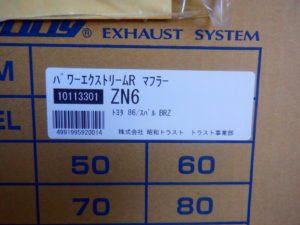 EXHAUST SYSTEM
パワーエクストリームR マフラー
10113301 ZN6
トヨタ 86/スバル BRZ
4991995920014
株式会社 昭和トラスト トラスト事業部
M
EL
50 60
70 80